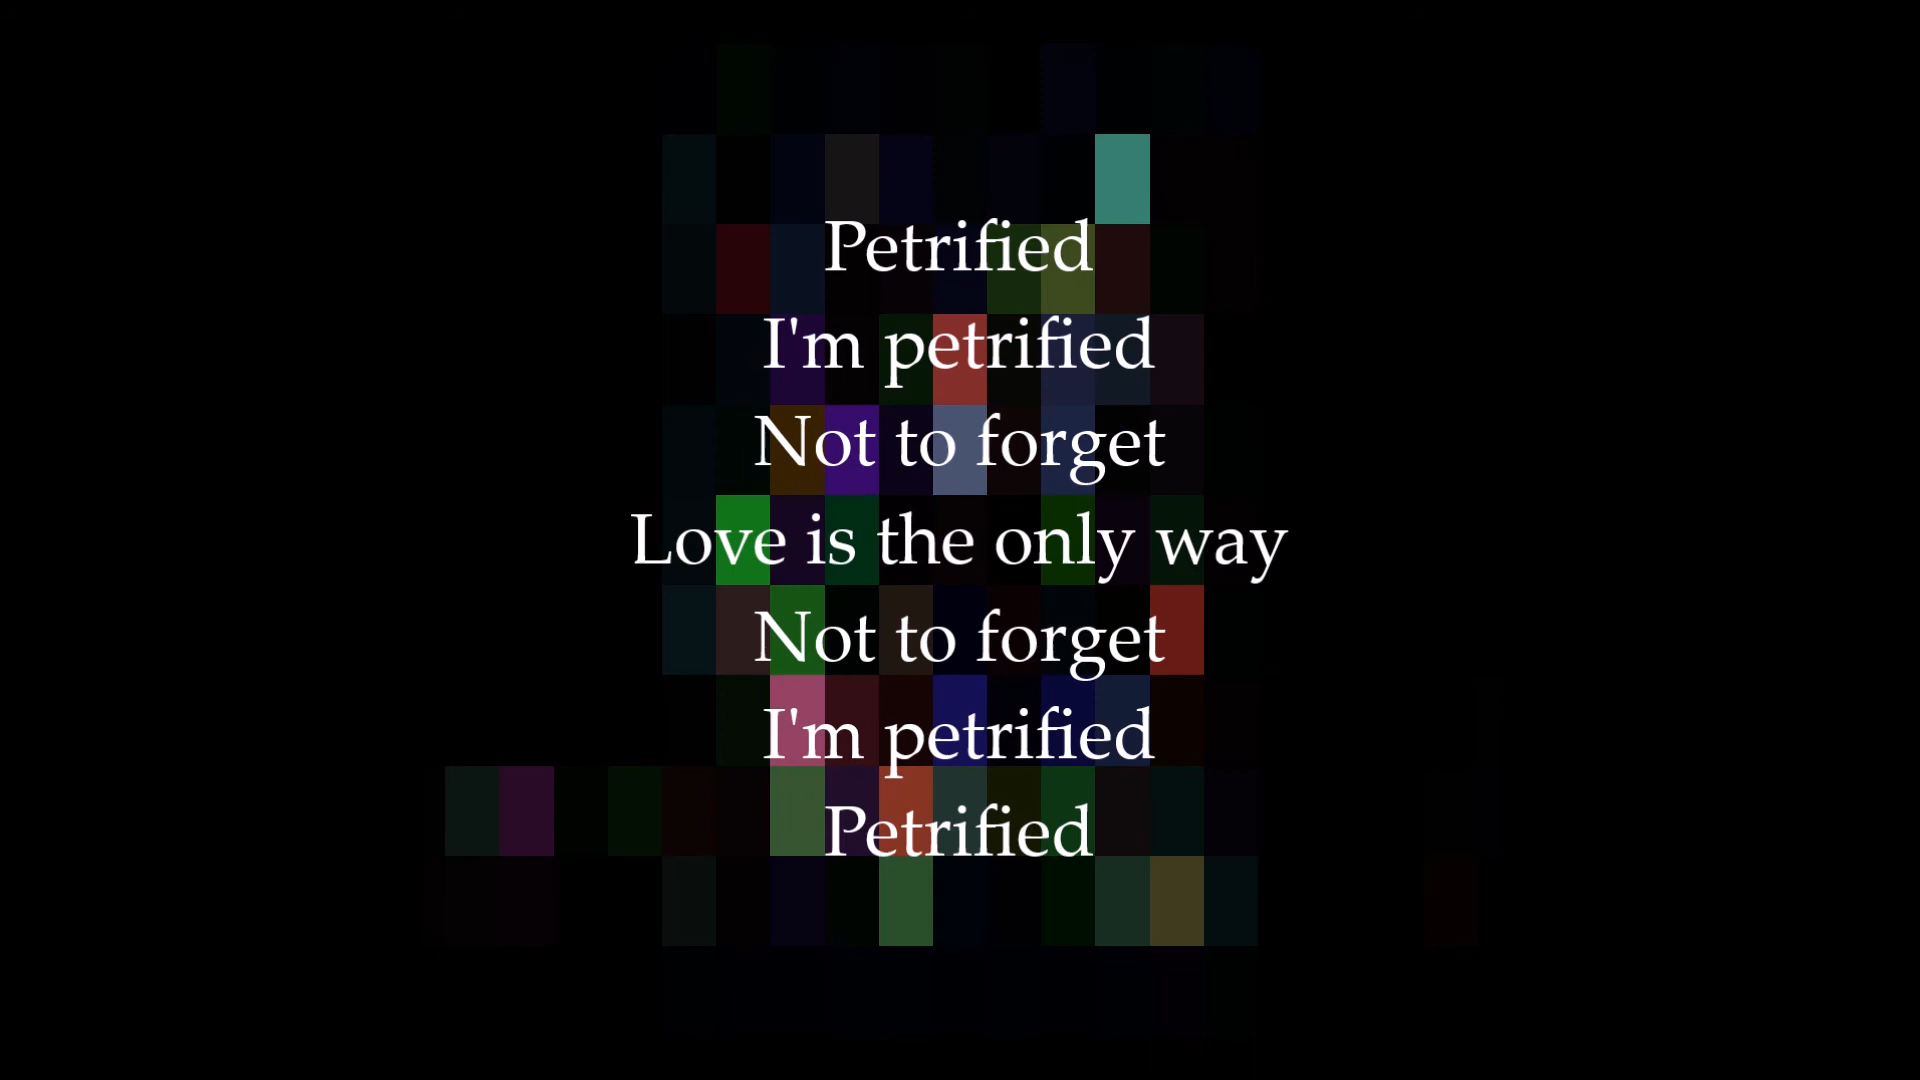 Petrified
I'm petrified
Not to forget
Love is the only way
Not to forget
I'm petrified
Petrified